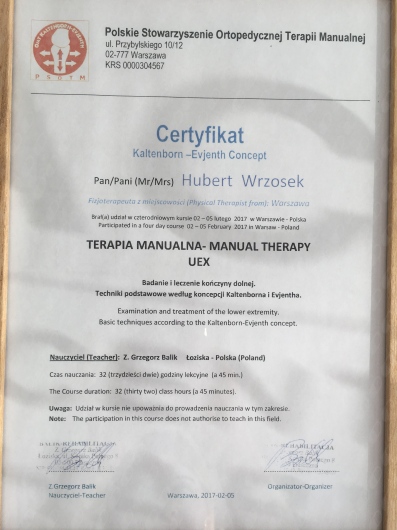 Polskie Stowarzyszenie Ortopedycznej Terapii Manualnej
ul. Przybylskiego 10/12
02-777 Warszawa
KRS 0000304567
PSOTM
Certyfikat
Kaltenborn –Evjenth Concept
Pan/Pani (Mr/Mrs) Hubert Wrzosek
Fizjoterapeuta z miejscowości (Physical Therapist from): Warszawa
Brał(a) udział w czterodniowym kursie 02 – 05 lutego 2017 w Warszawie - Polska
Participated in a four day course 02 – 05 February 2017 in Warsaw - Poland
TERAPIA MANUALNA- MANUAL THERAPY
UEX
Badanie i leczenie kończyny dolnej.
Techniki podstawowe według koncepcji Kaltenborna i Evjentha.
Examination and treatment of the lower extremity.
Basic techniques according to the Kaltenborn-Evjenth concept.
Nauczyciel (Teacher): Z. Grzegorz Balik Łoziska - Polska (Poland)
Czas nauczania: 32 (trzydzieści dwie) godziny lekcyjne (a 45 min.)
The Course duration: 32 (thirty two) class hours (a 45 minutes).
Uwaga: Udział w kursie nie upoważnia do prowadzenia nauczania w tym zakresie.
Note: The participation in this course does not authorise to teach in this field.
Z.Grzegorz Balik
Nauczyciel-Teacher
Warszawa, 2017-02-05
Organizator-Organizer